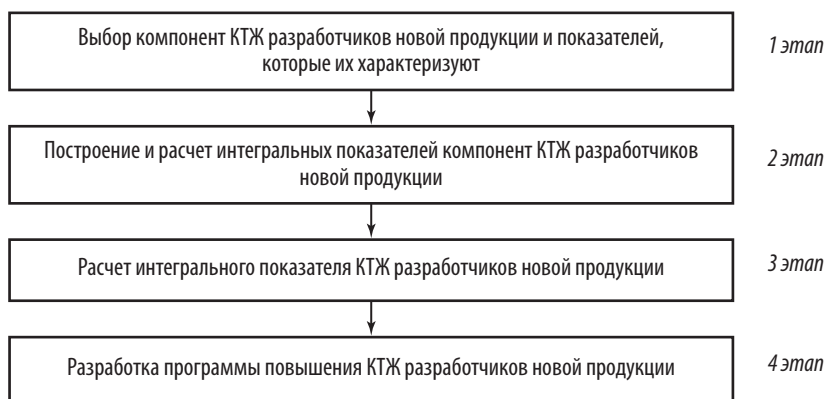 Выбор компонент КТЖ разработчиков новой продукции и показателей,
которые их характеризуют
1 этап
Построение и расчет интегральных показателей компонент КТЖ разработчиков
новой продукции
2 этап
Расчет интегрального показателя КТЖ разработчиков новой продукции
3 этап
Разработка программы повышения КТЖ разработчиков новой продукции
4 этап